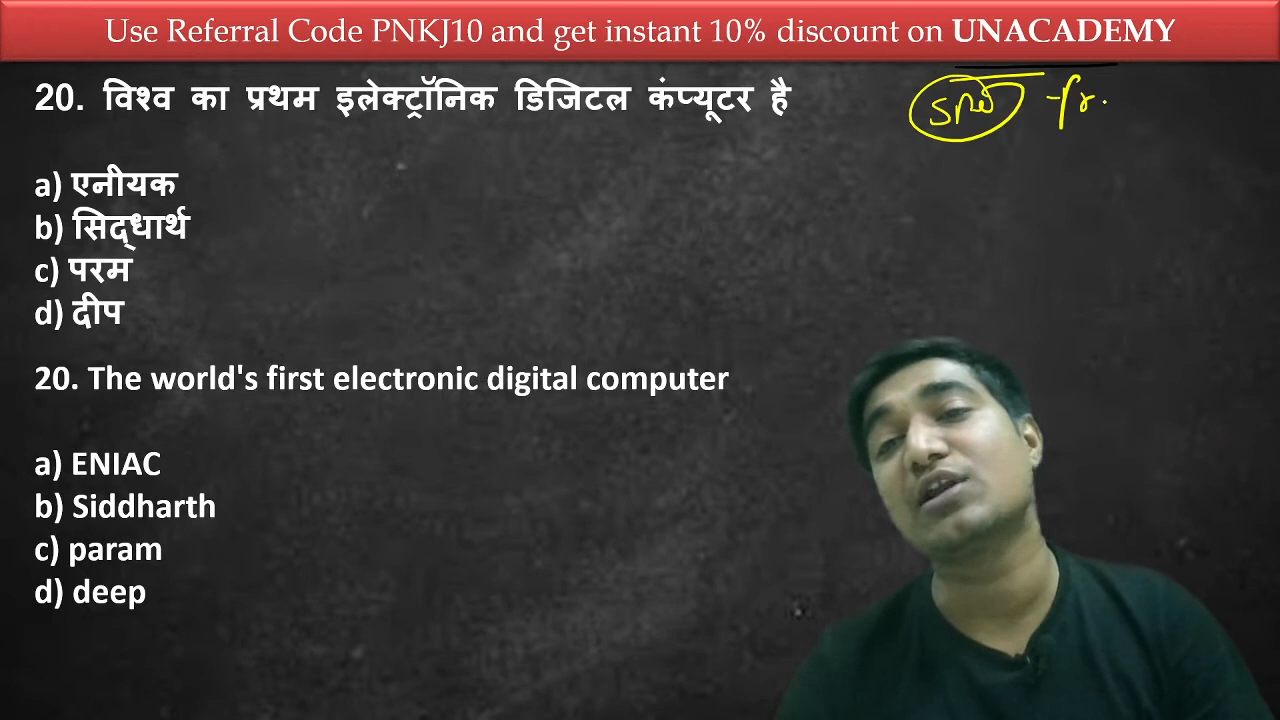 Use Referral Code PNKJ10 and get instant 10% discount on UNACADEMY
20. विश्व का प्रथम इलेक्ट्रॉनिक डिजिटल कंप्यूटर है
a) एनीयक
b) सिद्धार्थ
c) परम
d) दीप
20. The world's first electronic digital computer
a) ENIAC
b) Siddharth
c) param
d) deep